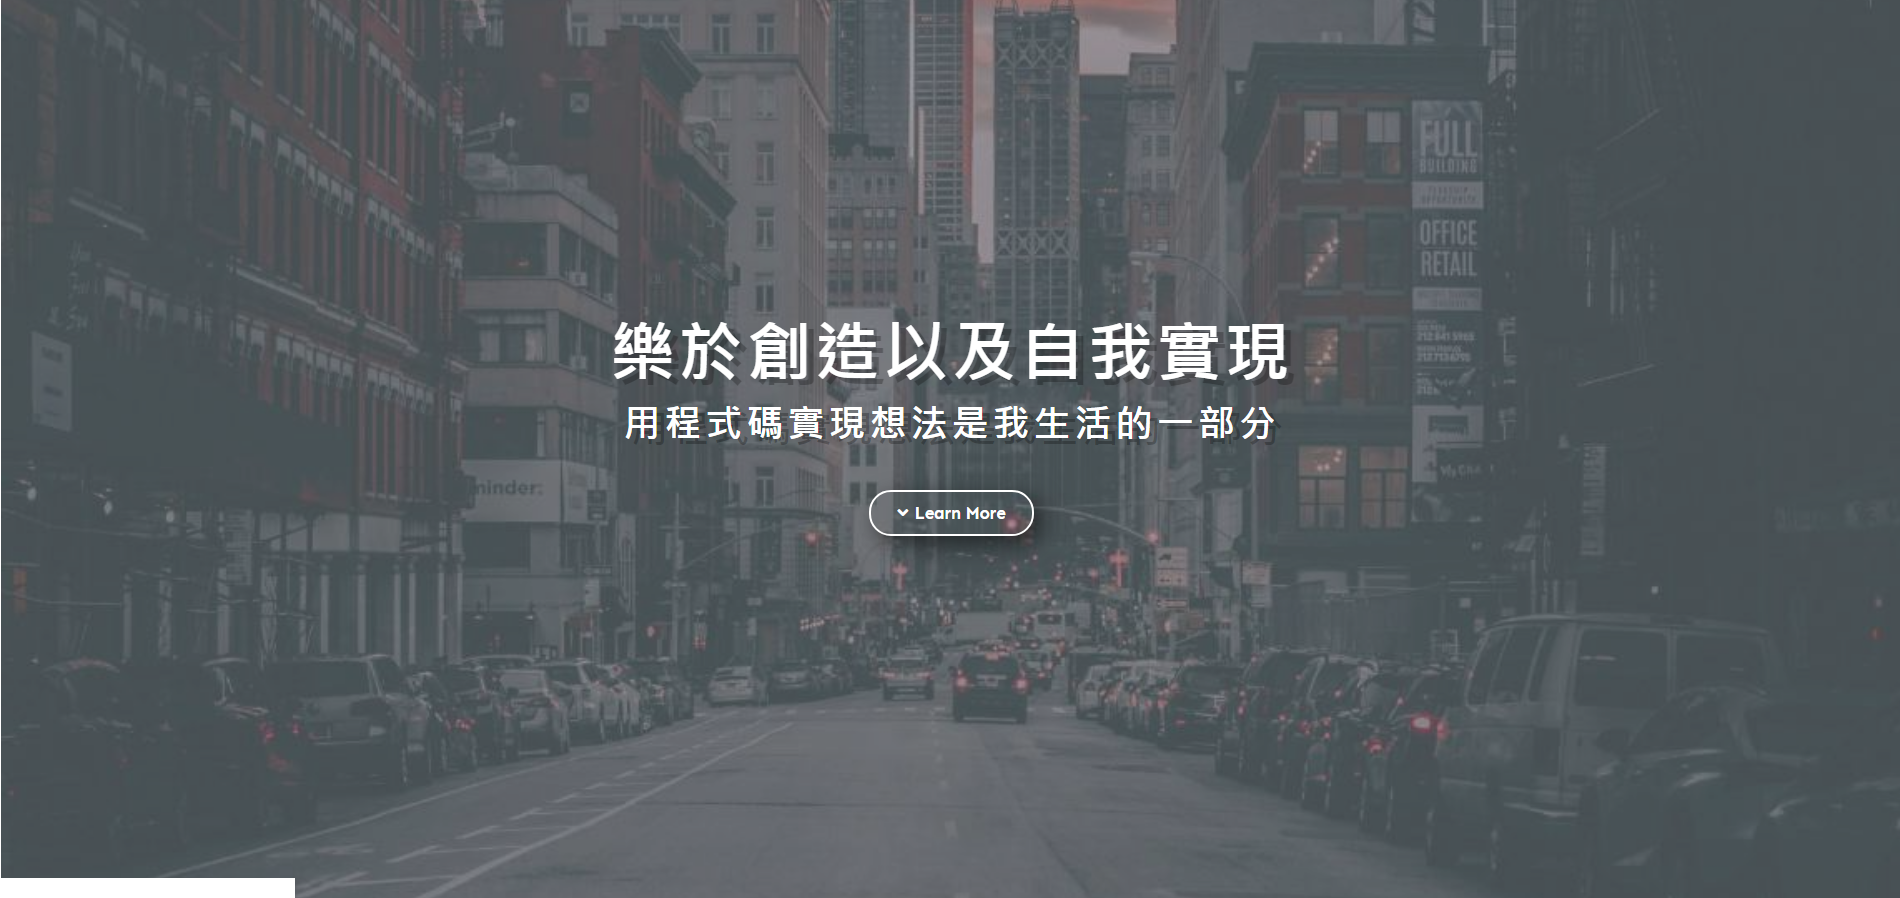 FULL
BUILDING
OFFICE
RETAIL
樂於創造以及自我實現
用程式碼實現想法是我生活的一部分
minder:
Learn More